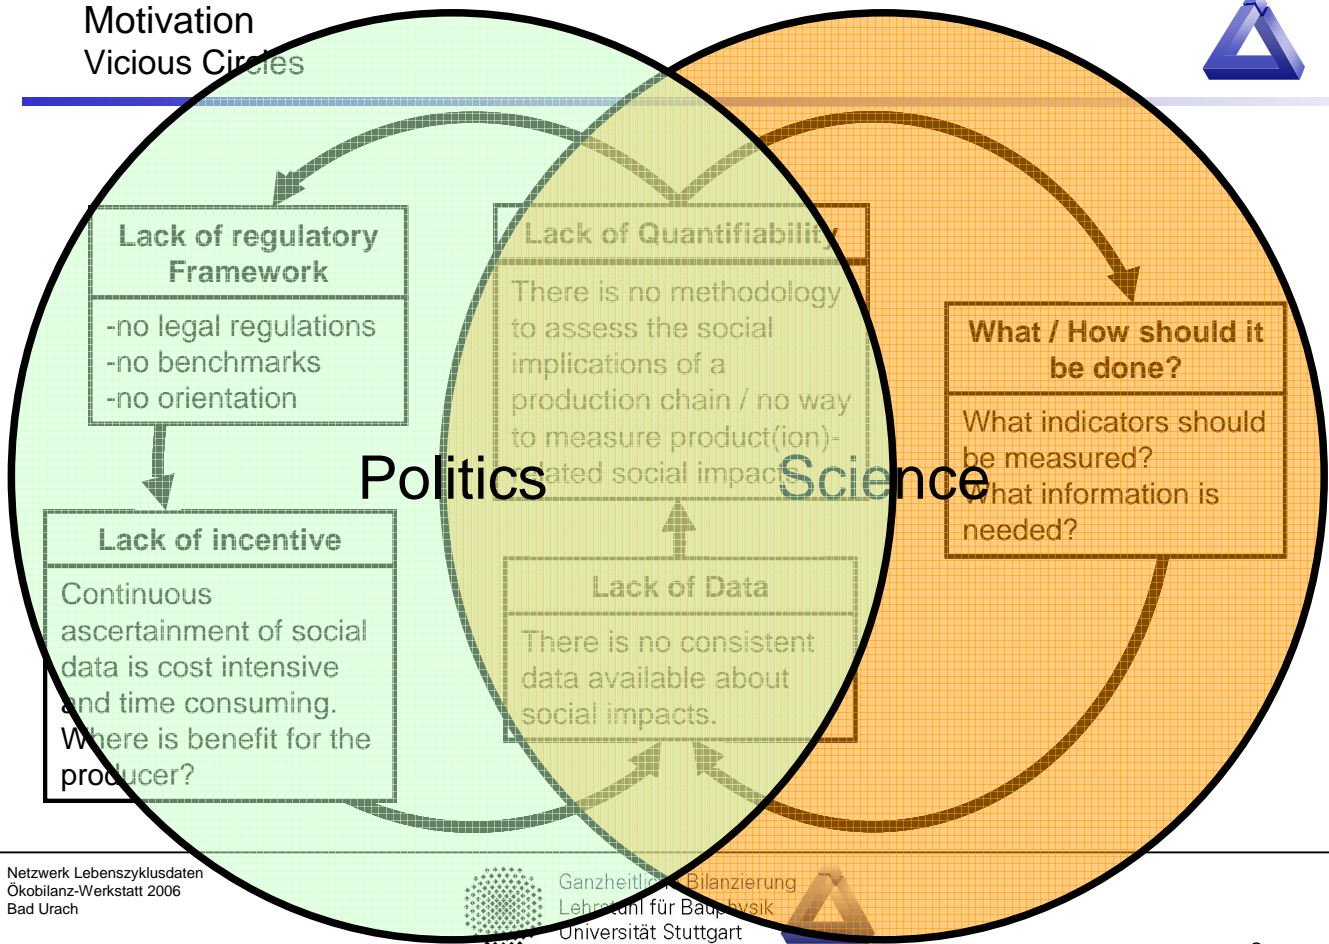 Motivation
Vicious Circles
Lack of regulatory
Framework
-no legal regulations
-no benchmarks
-no orientation
Lack of incentive
Continuous
ascertainment of social
data is cost intensive
and time consuming.
Where is benefit for the
producer?
Lack of Quantifiability
There is no methodology
to assess the social
implications of a
production chain / no way
to measure product(ion)-
related social impacts.
Lack of Data
There is no consistent
data available about
social impacts.
What / How should it
be done?
What indicators should
be measured?
What information is
needed?
Politics
Science
Netzwerk Lebenszyklusdaten
Ökobilanz-Werkstatt 2006
Bad Urach
Ganzheitliche Bilanzierung
Lehrstuhl für Bauphysik
Universität Stuttgart